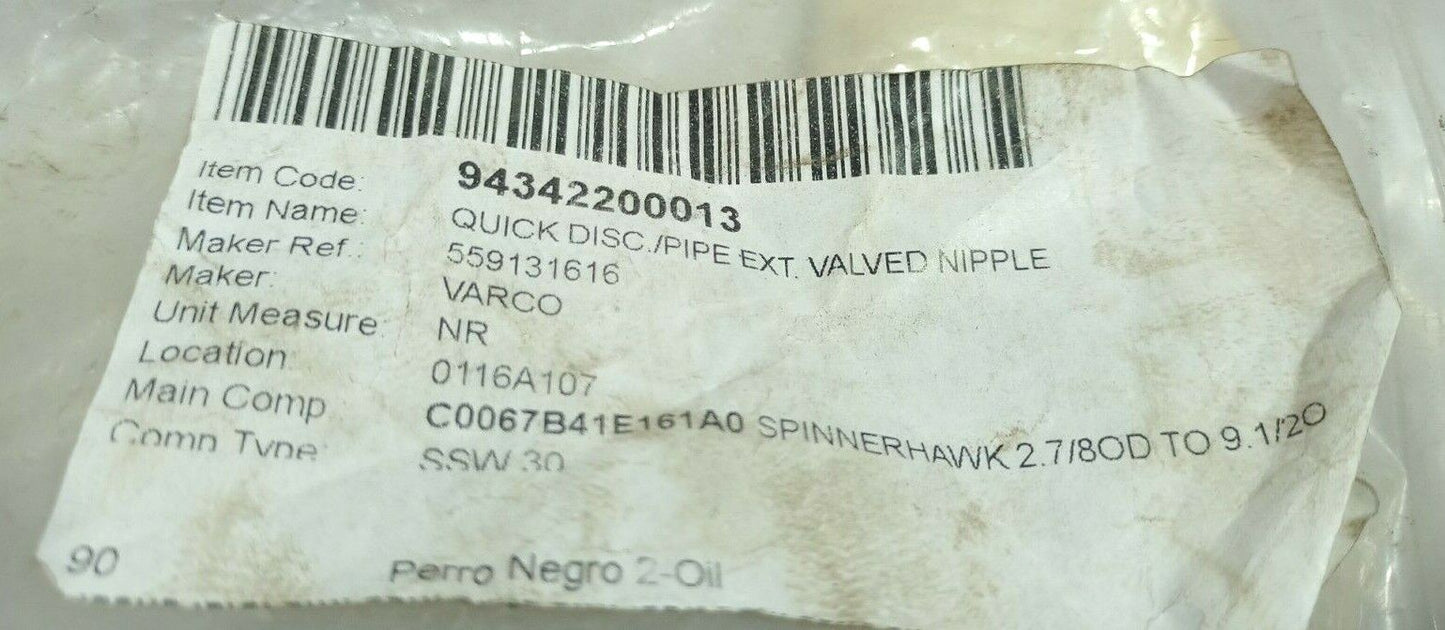 Item Code: 94342200013
Item Name: QUICK DISC./PIPE EXT. VALVED NIPPLE
Maker Ref.: 559131616
Maker: VARCO
Unit Measure: NR
Location: 0116A107
Main Comp C0067B41E161A0 SPINNERHAWK 2.7/8OD TO 9.1/2O
Comp Type: SSW 30
90 Perro Negro 2-Oil